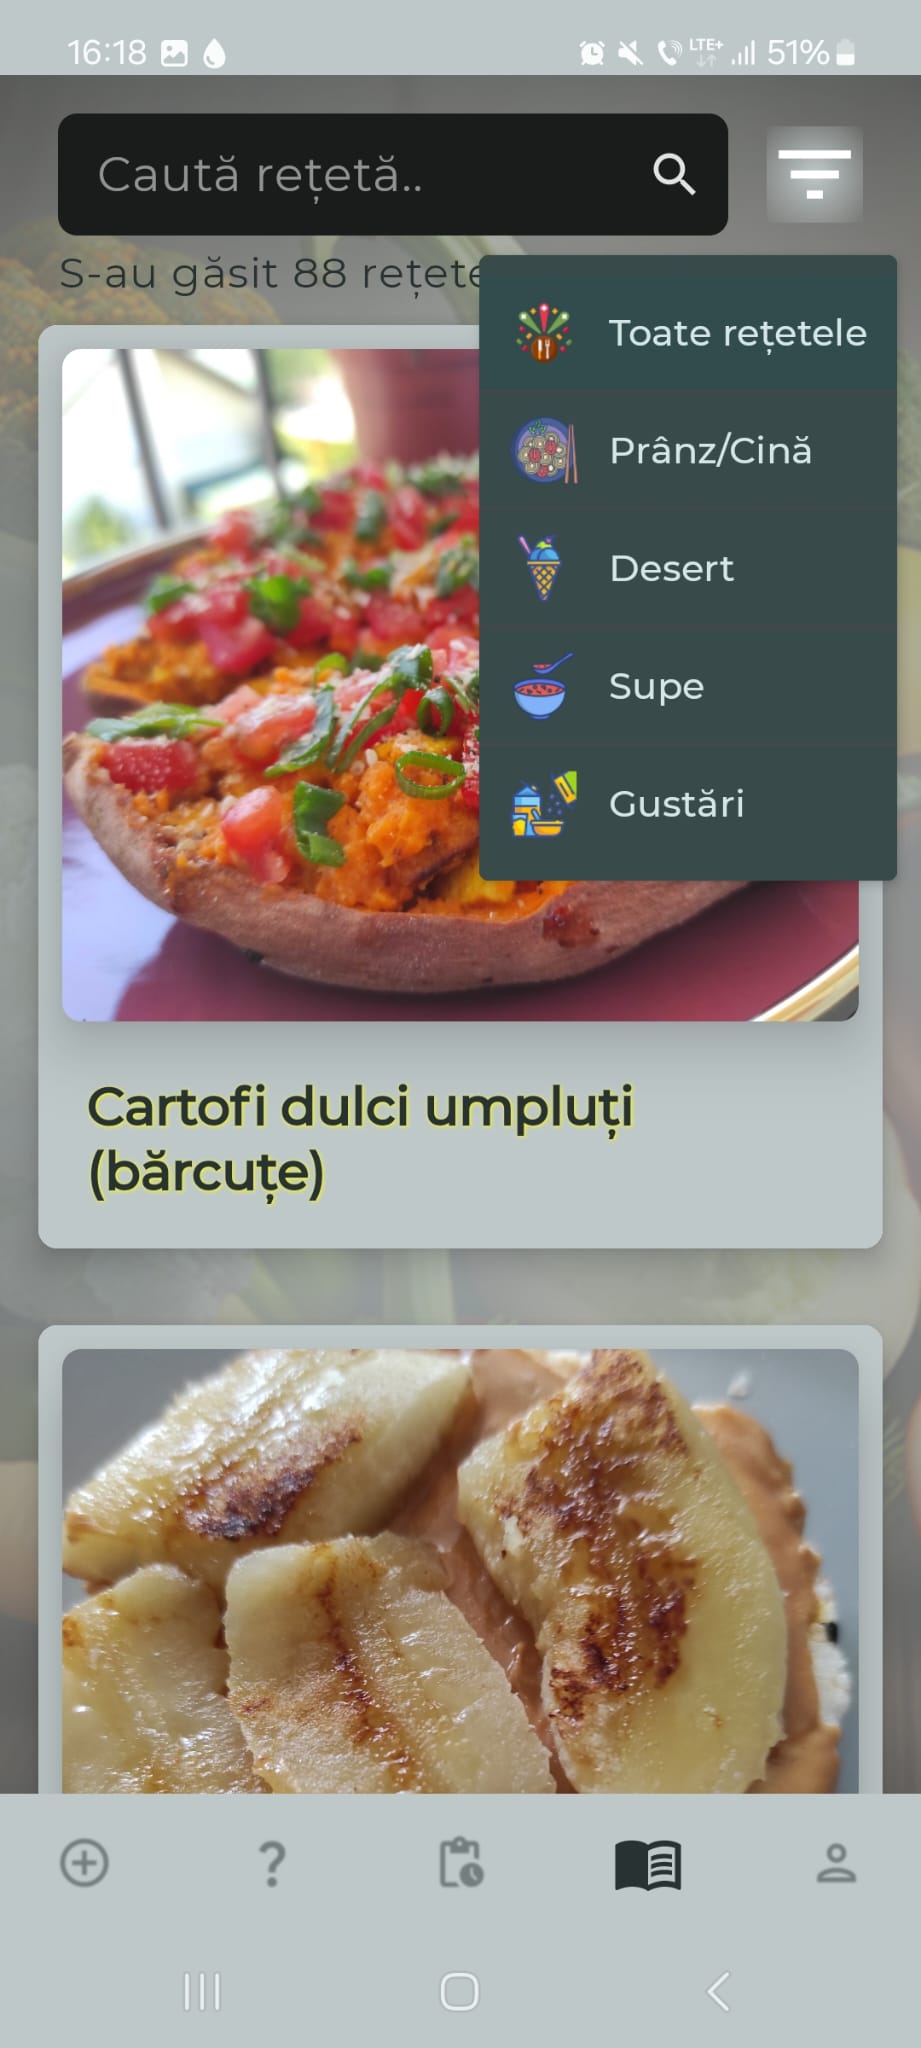 16:18
LTE+
51%
Caută rețetă..
S-au găsit 88 rețete
Toate rețetele
Prânz/Cină
Desert
Supe
Gustări
Cartofi dulci umpluți
(bărcuțe)